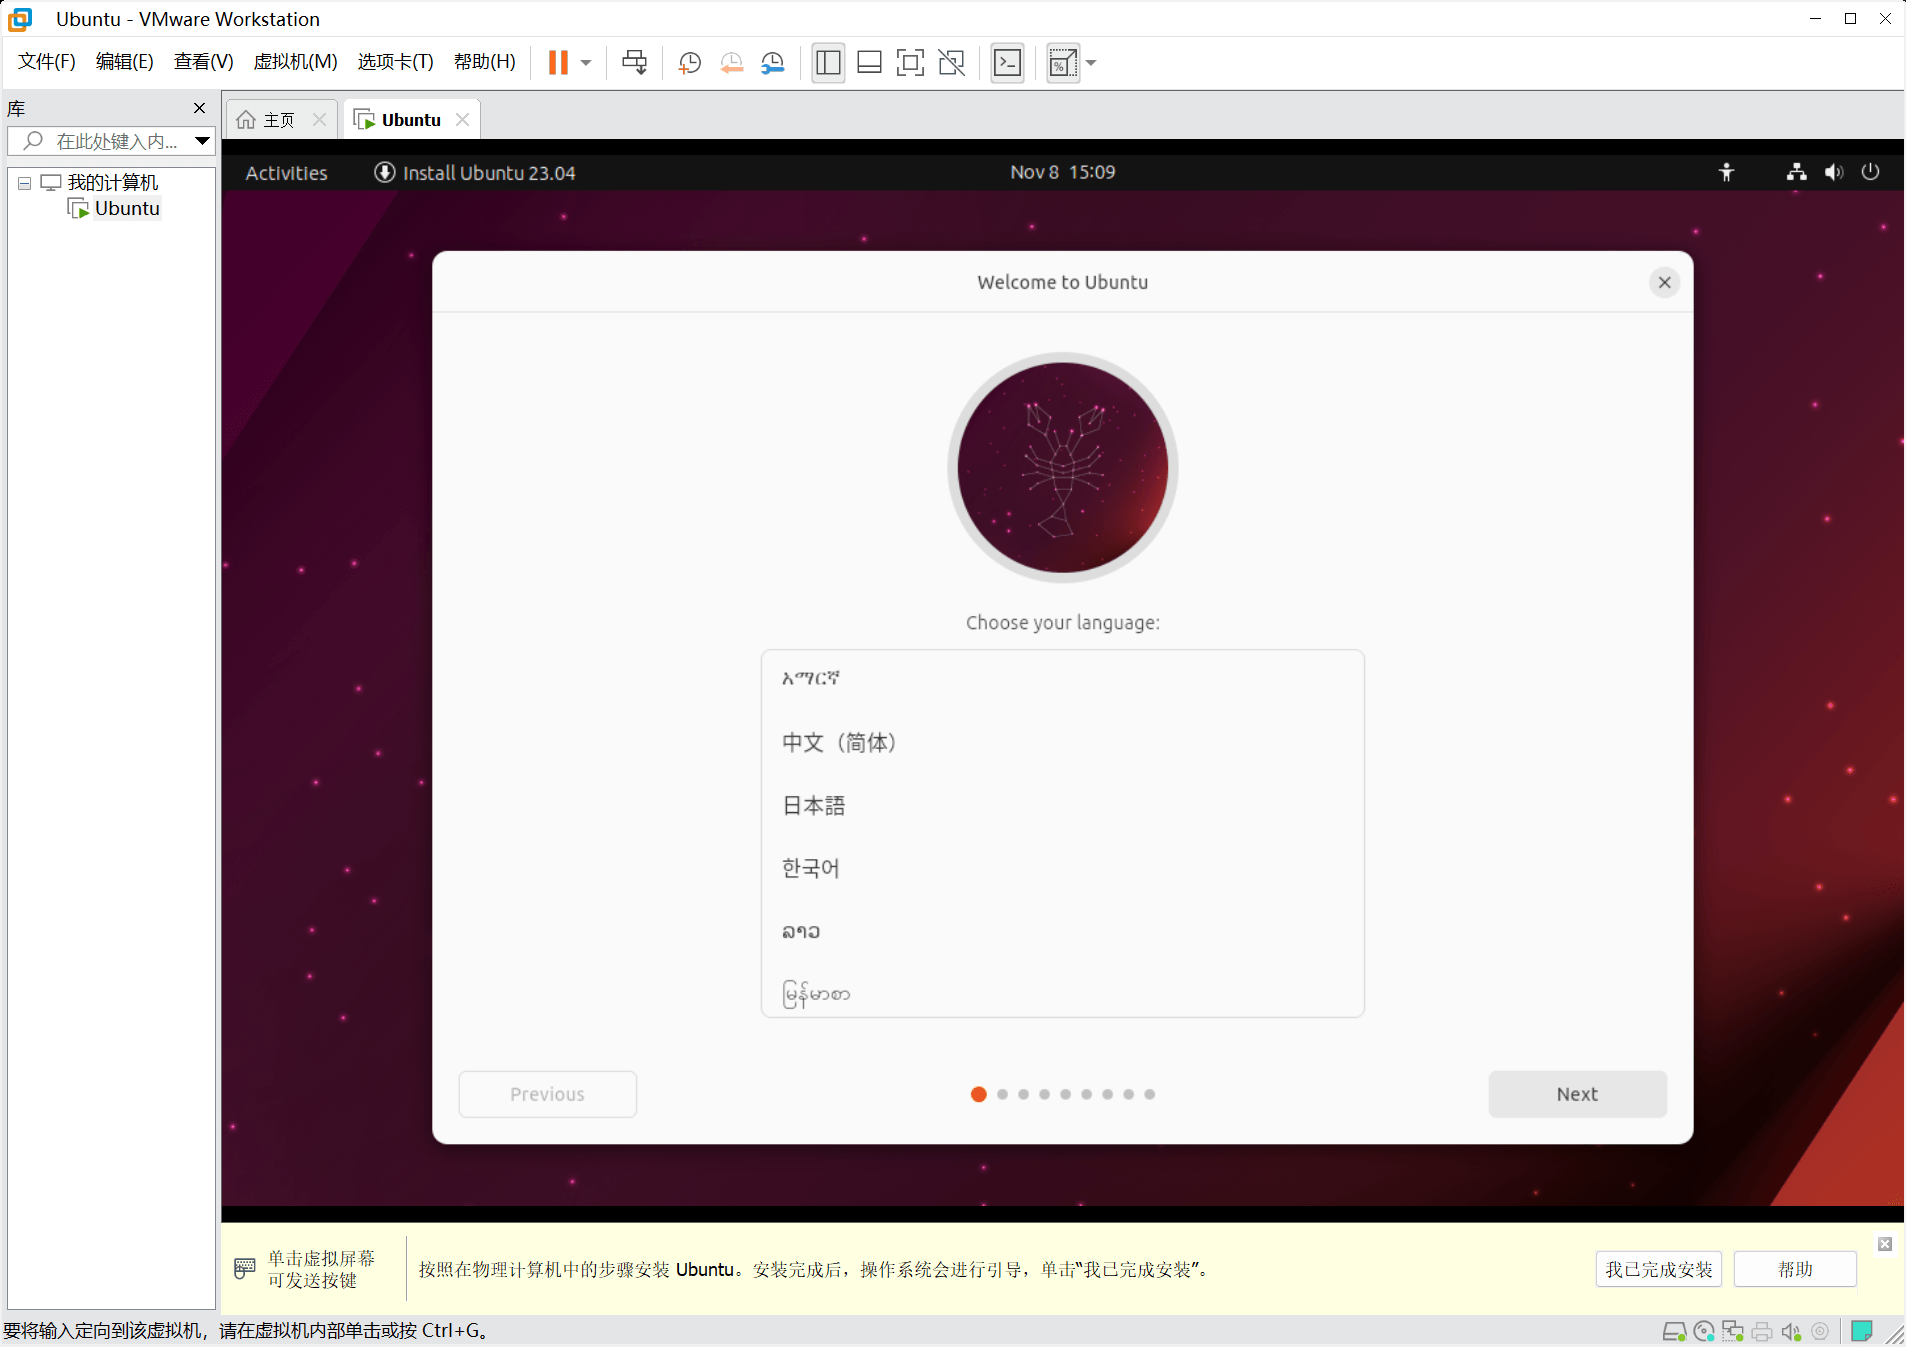 Ubuntu - VMware Workstation
文件(F) 编辑(E) 查看(V) 虚拟机(M) 选项卡(T) 帮助(H)
库
在此处键入内...
我的计算机
Ubuntu
主页
Ubuntu
Activities
Install Ubuntu 23.04
Nov 8 15:09
Welcome to Ubuntu
Choose your language:
አማርኛ
中文（简体）
日本語
한국어
ລາວ
မြန်မာစာ
Previous
Next
单击虚拟屏幕
可发送按键
按照在物理计算机中的步骤安装 Ubuntu。安装完成后，操作系统会进行引导，单击“我已完成安装”。
我已完成安装
帮助
要将输入定向到该虚拟机，请在虚拟机内部单击或按 Ctrl+G。